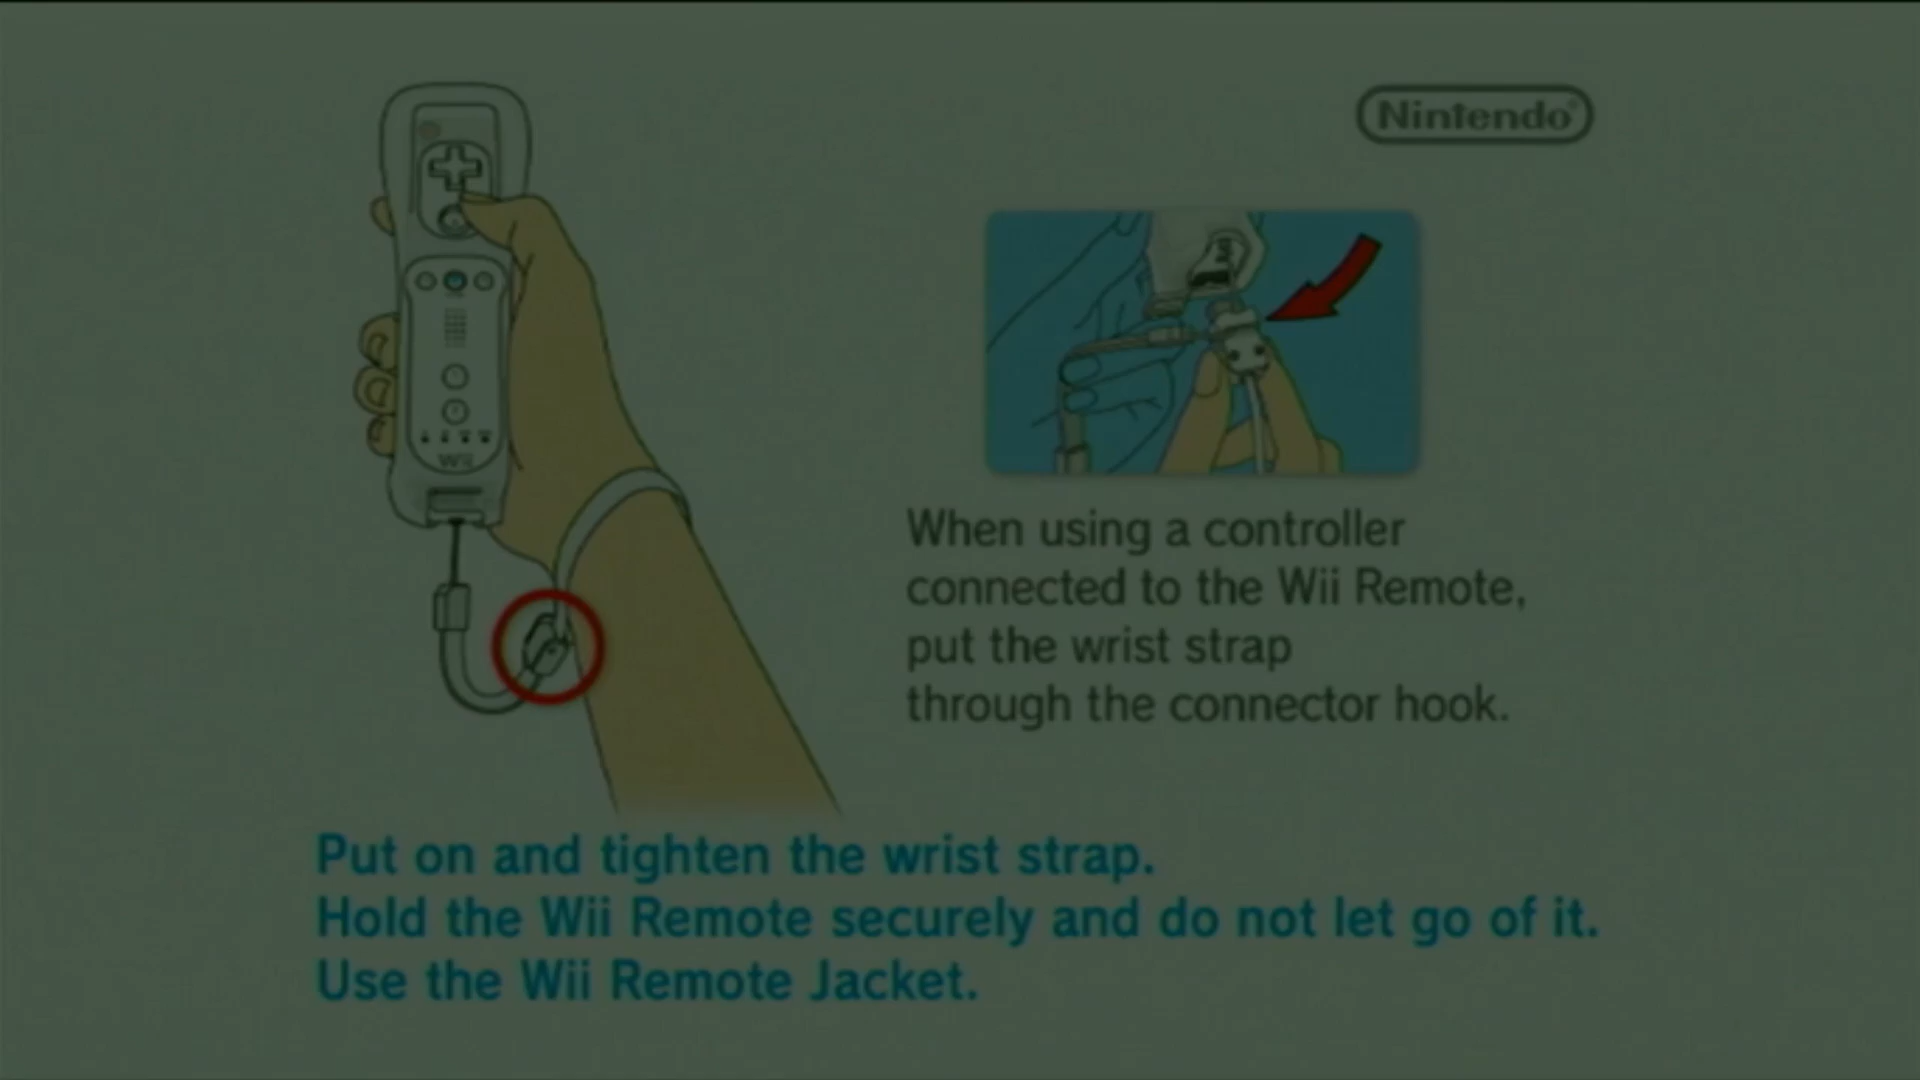 Nintendo®
Wii
When using a controller
connected to the Wii Remote,
put the wrist strap
through the connector hook.
Put on and tighten the wrist strap.
Hold the Wii Remote securely and do not let go of it.
Use the Wii Remote Jacket.